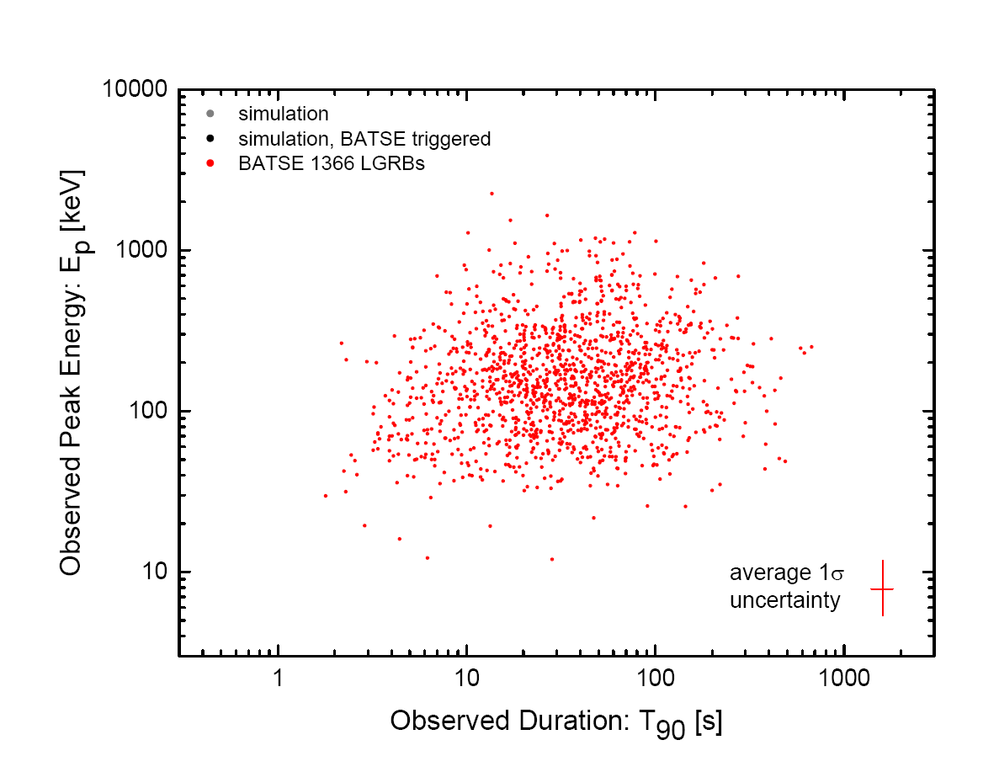 10000
simulation
simulation, BATSE triggered
BATSE 1366 LGRBs
1000
Observed Peak Energy: Ep [keV]
100
10
average 1σ
uncertainty
1
10
100
1000
Observed Duration: T90 [s]